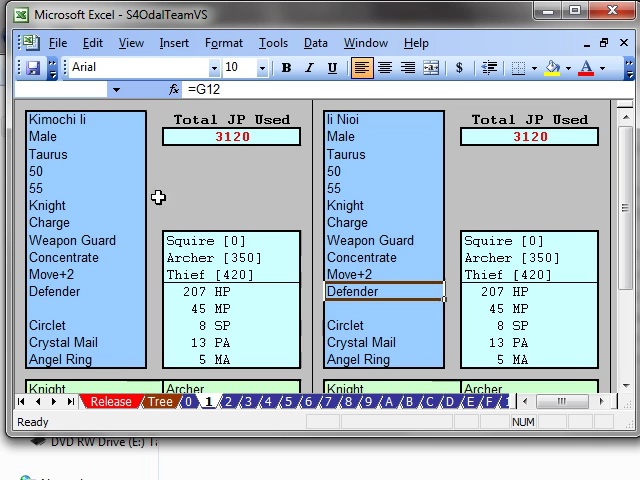 Microsoft Excel - S4OdalTeamVS
File Edit View Insert Format Tools Data Window Help
Arial 10 B I U $ A
fx =G12
Kimochi Ii Total JP Used Ii Nioi Total JP Used
Male 3120 Male 3120
Taurus Taurus
50 50
55 55
Knight Knight
Charge Charge
Weapon Guard Squire [0] Weapon Guard Squire [0]
Concentrate Archer [350] Concentrate Archer [350]
Move+2 Thief [420] Move+2 Thief [420]
Defender 207 HP Defender 207 HP
45 MP 45 MP
Circlet 8 SP Circlet 8 SP
Crystal Mail 13 PA Crystal Mail 13 PA
Angel Ring 5 MA Angel Ring 5 MA
Knight Archer Knight Archer
Release Tree 0 1 2 3 4 5 6 7 8 9 A B C D E F
Ready NUM
DVD RW Drive (E:)